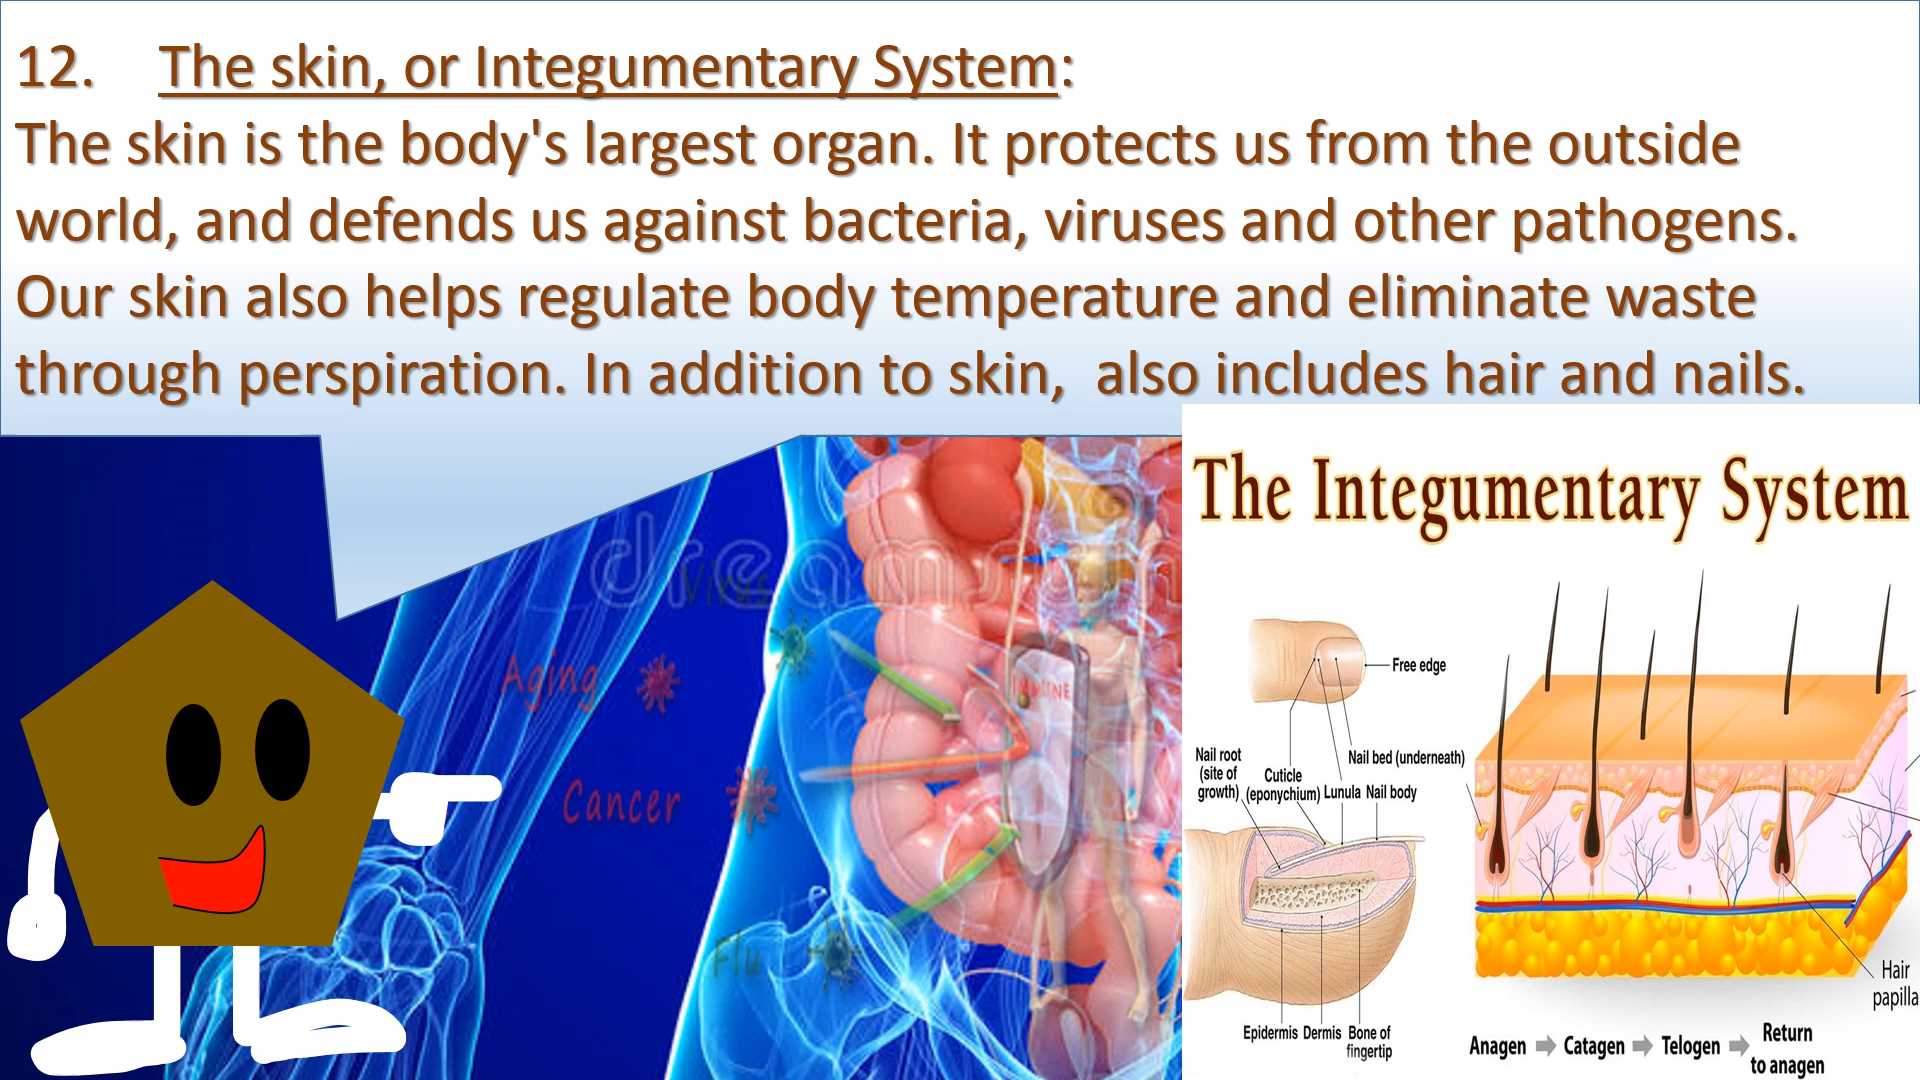 12. The skin, or Integumentary System:
The skin is the body's largest organ. It protects us from the outside
world, and defends us against bacteria, viruses and other pathogens.
Our skin also helps regulate body temperature and eliminate waste
through perspiration. In addition to skin,  also includes hair and nails.
The Integumentary System
dreamstim
Virus
Aging
IMMUNE
Cancer
Flu
Free edge
Nail root
(site of
growth)
Cuticle
(eponychium)
Nail bed (underneath)
Lunula
Nail body
Epidermis
Dermis
Bone of
fingertip
Hair
papilla
Anagen
Catagen
Telogen
Return
to anagen